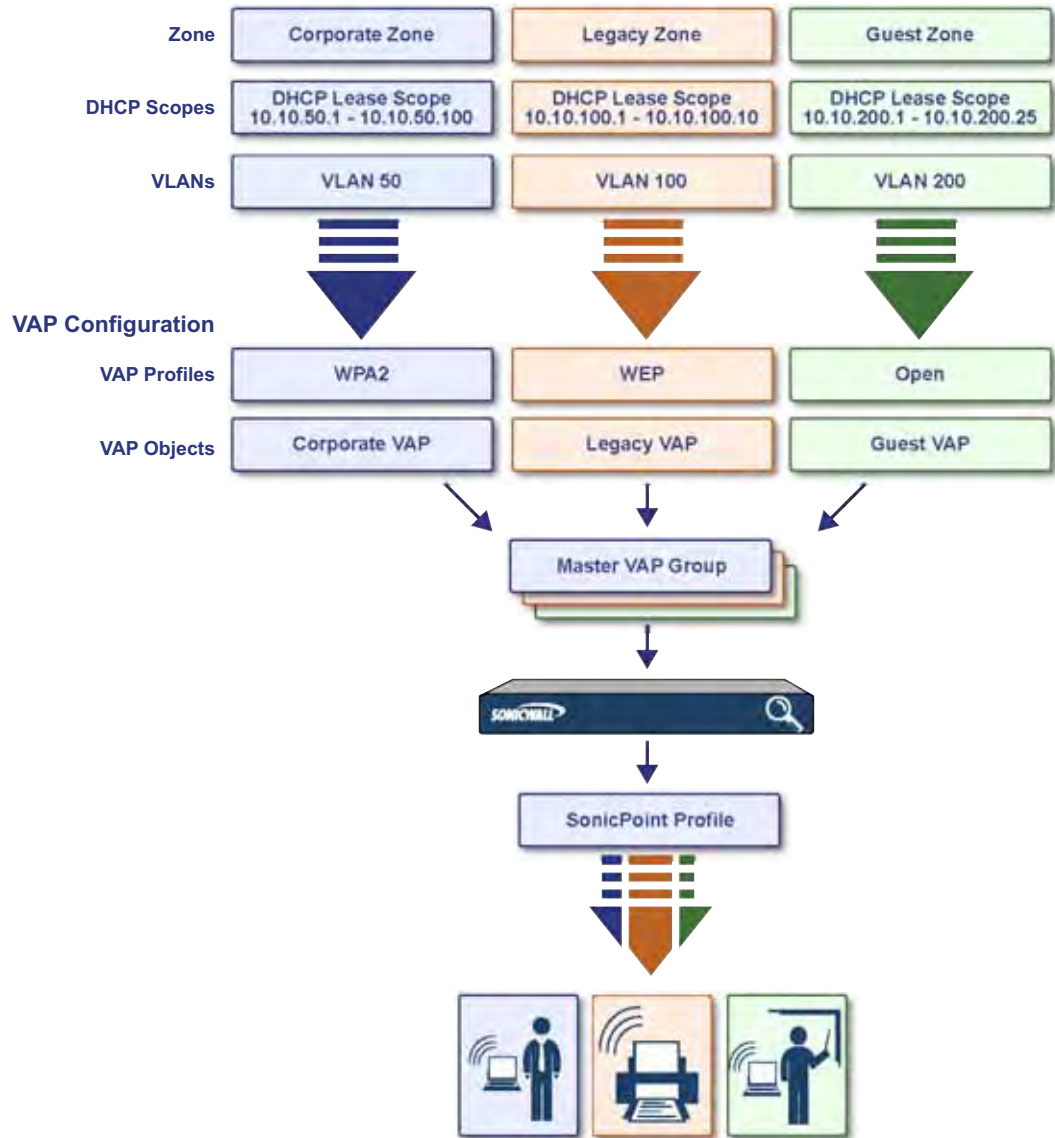 Zone
Corporate Zone
Legacy Zone
Guest Zone
DHCP Scopes
DHCP Lease Scope
10.10.50.1 - 10.10.50.100
DHCP Lease Scope
10.10.100.1 - 10.10.100.10
DHCP Lease Scope
10.10.200.1 - 10.10.200.25
VLANs
VLAN 50
VLAN 100
VLAN 200
VAP Configuration
VAP Profiles
WPA2
WEP
Open
VAP Objects
Corporate VAP
Legacy VAP
Guest VAP
Master VAP Group
SONICWALL
SonicPoint Profile